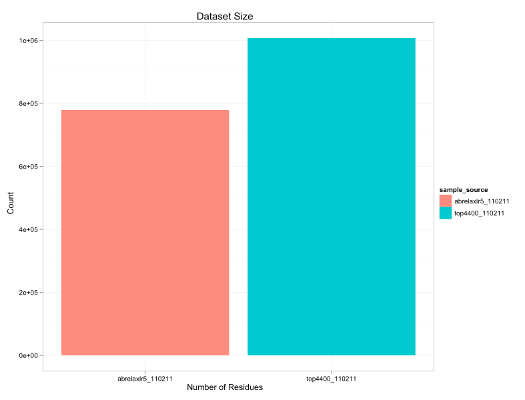 Dataset Size
1e+06
8e+05
6e+05
4e+05
2e+05
0e+00
Count
abrelaxlr5_110211
top4400_110211
Number of Residues
sample_source
abrelaxlr5_110211
top4400_110211